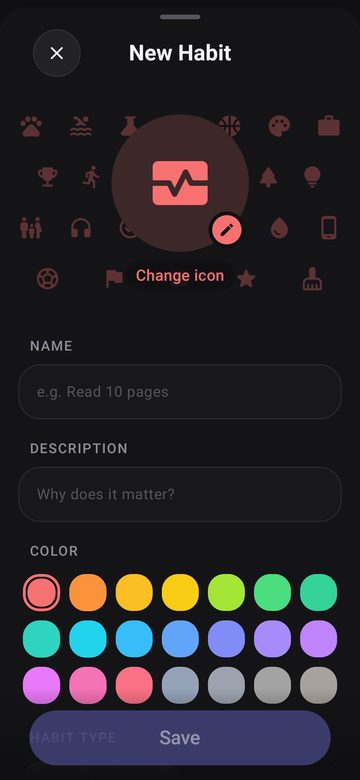 New Habit
Change icon
NAME
e.g. Read 10 pages
DESCRIPTION
Why does it matter?
COLOR
HABIT TYPE
Save